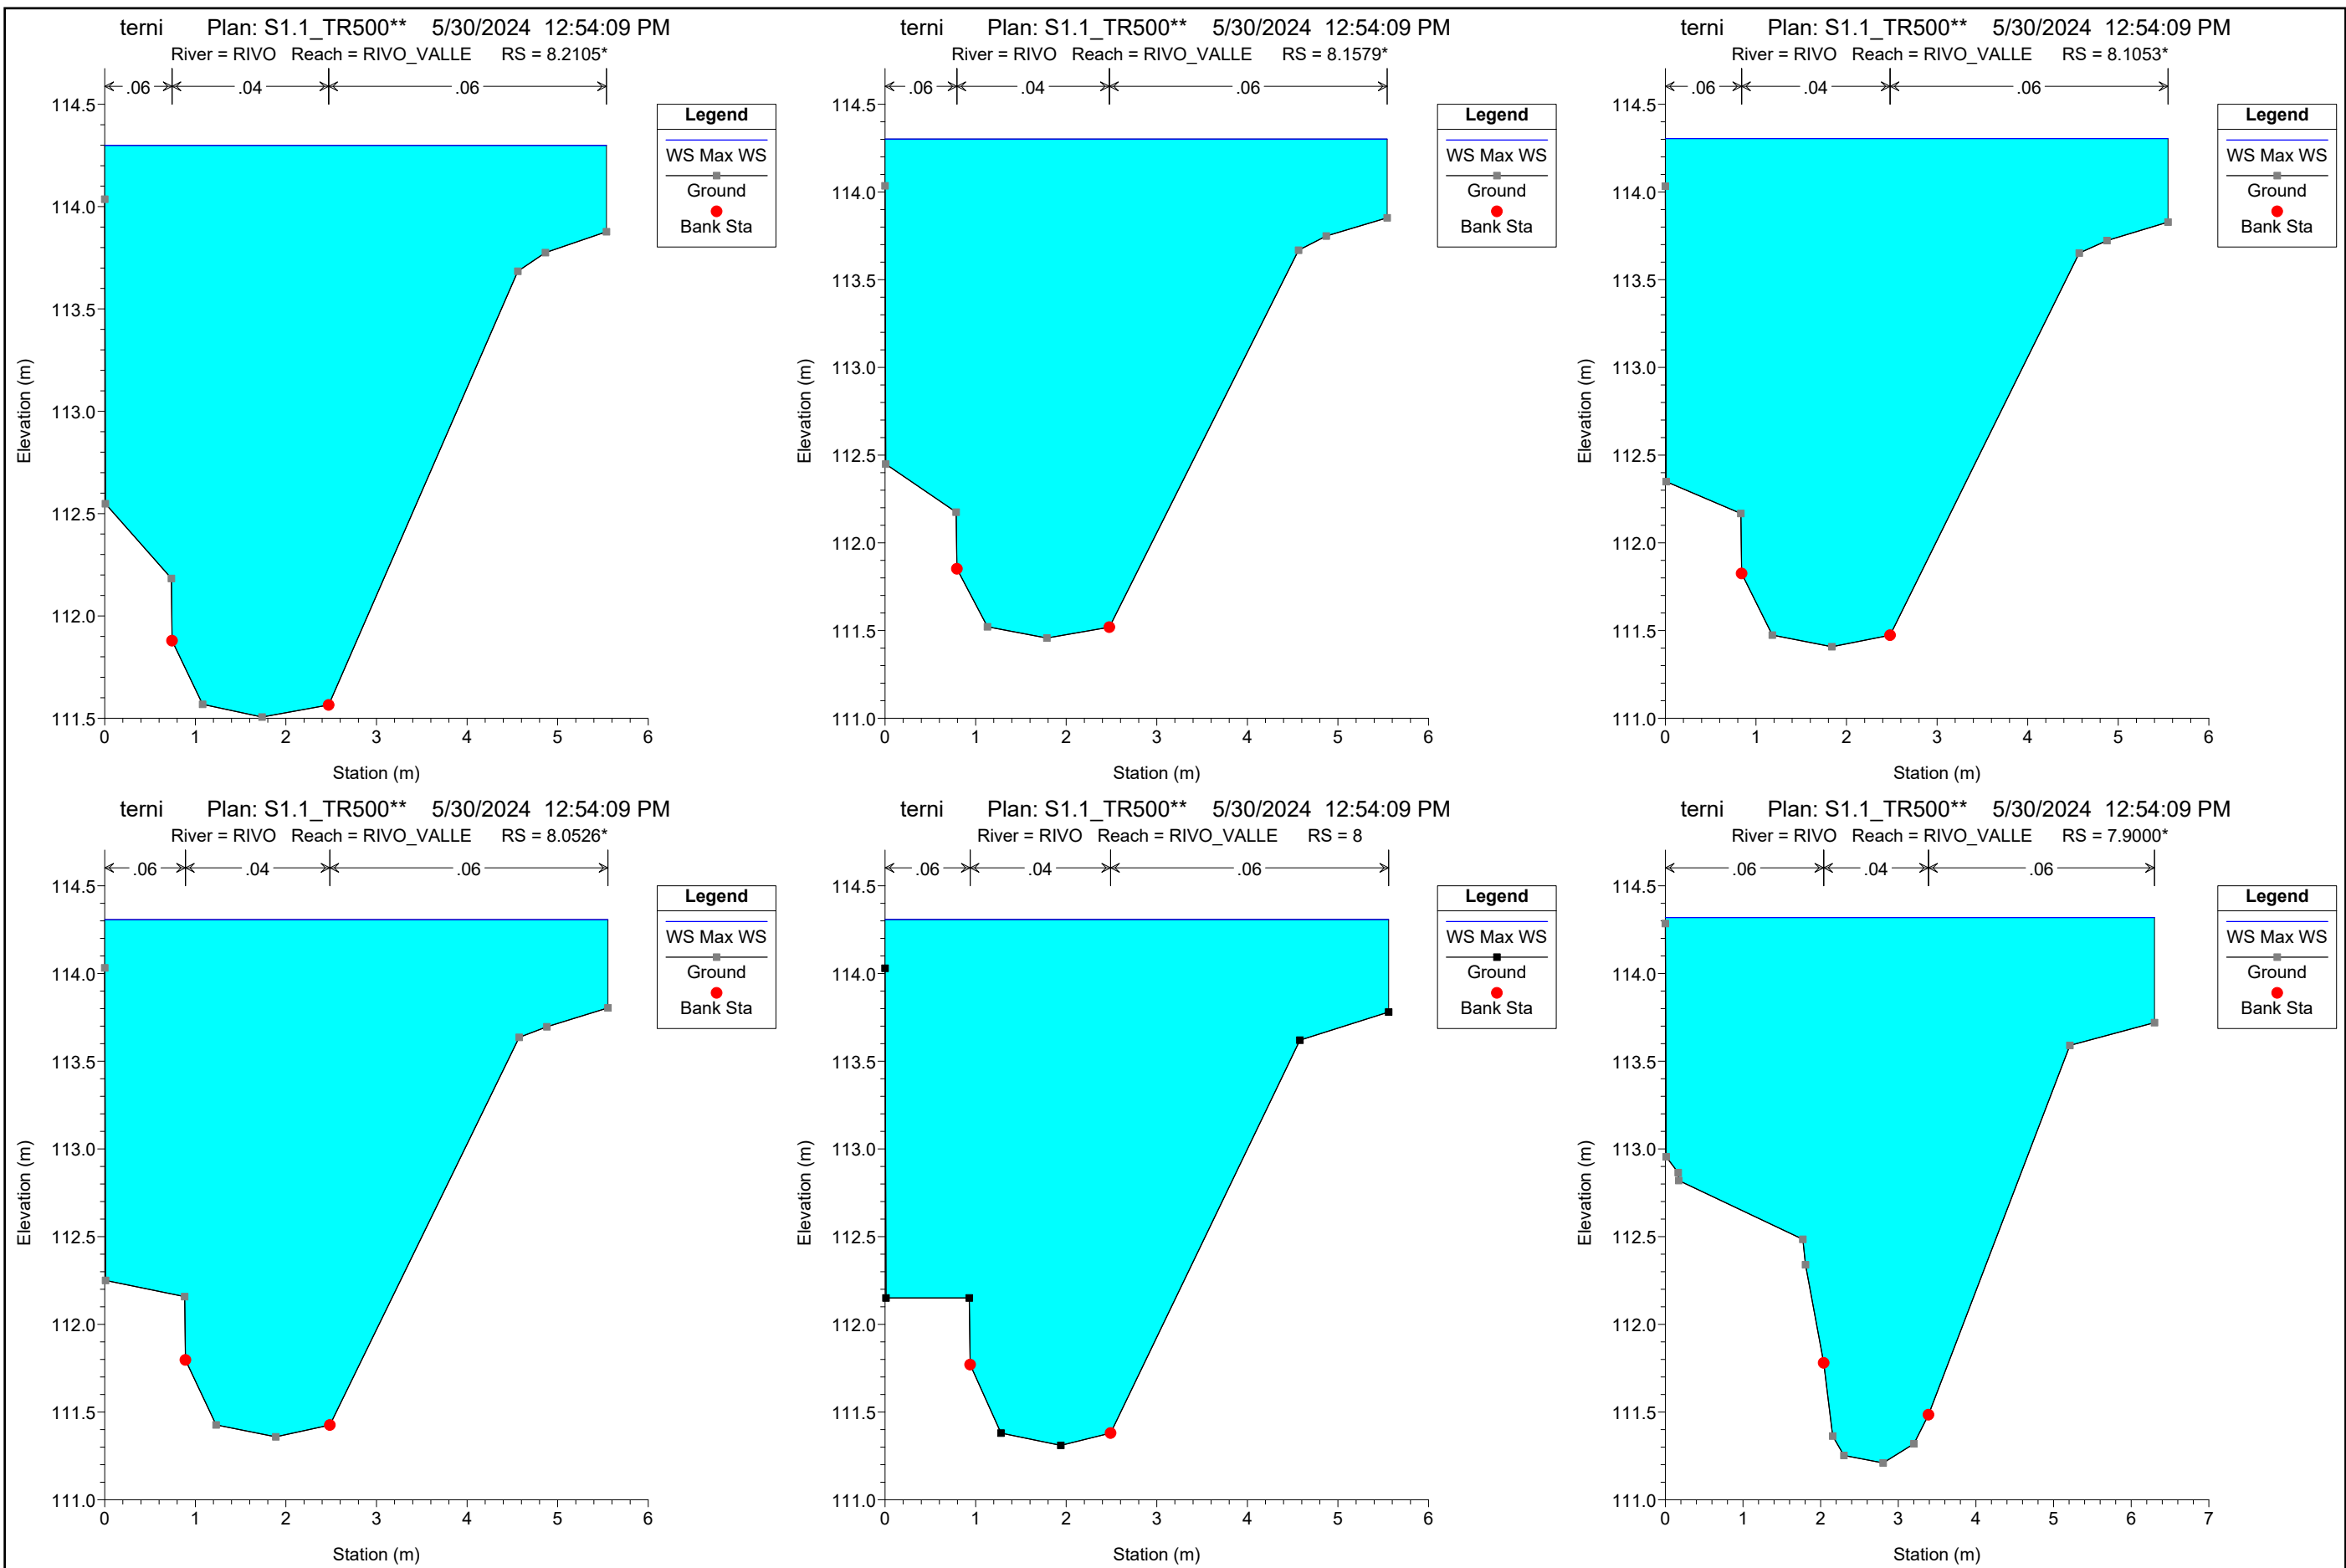 terni Plan: S1.1_TR500** 5/30/2024 12:54:09 PM
River = RIVO Reach = RIVO_VALLE RS = 8.2105*
.06 .04 .06
114.5
114.0
113.5
113.0
112.5
112.0
111.5
0 1 2 3 4 5 6
Station (m)
Elevation (m)
Legend
WS Max WS
Ground
Bank Sta
terni Plan: S1.1_TR500** 5/30/2024 12:54:09 PM
River = RIVO Reach = RIVO_VALLE RS = 8.1579*
.06 .04 .06
114.5
114.0
113.5
113.0
112.5
112.0
111.5
111.0
0 1 2 3 4 5 6
Station (m)
Elevation (m)
Legend
WS Max WS
Ground
Bank Sta
terni Plan: S1.1_TR500** 5/30/2024 12:54:09 PM
River = RIVO Reach = RIVO_VALLE RS = 8.1053*
.06 .04 .06
114.5
114.0
113.5
113.0
112.5
112.0
111.5
111.0
0 1 2 3 4 5 6
Station (m)
Elevation (m)
Legend
WS Max WS
Ground
Bank Sta
terni Plan: S1.1_TR500** 5/30/2024 12:54:09 PM
River = RIVO Reach = RIVO_VALLE RS = 8.0526*
.06 .04 .06
114.5
114.0
113.5
113.0
112.5
112.0
111.5
111.0
0 1 2 3 4 5 6
Station (m)
Elevation (m)
Legend
WS Max WS
Ground
Bank Sta
terni Plan: S1.1_TR500** 5/30/2024 12:54:09 PM
River = RIVO Reach = RIVO_VALLE RS = 8
.06 .04 .06
114.5
114.0
113.5
113.0
112.5
112.0
111.5
111.0
0 1 2 3 4 5 6
Station (m)
Elevation (m)
Legend
WS Max WS
Ground
Bank Sta
terni Plan: S1.1_TR500** 5/30/2024 12:54:09 PM
River = RIVO Reach = RIVO_VALLE RS = 7.9000*
.06 .04 .06
114.5
114.0
113.5
113.0
112.5
112.0
111.5
111.0
0 1 2 3 4 5 6 7
Station (m)
Elevation (m)
Legend
WS Max WS
Ground
Bank Sta